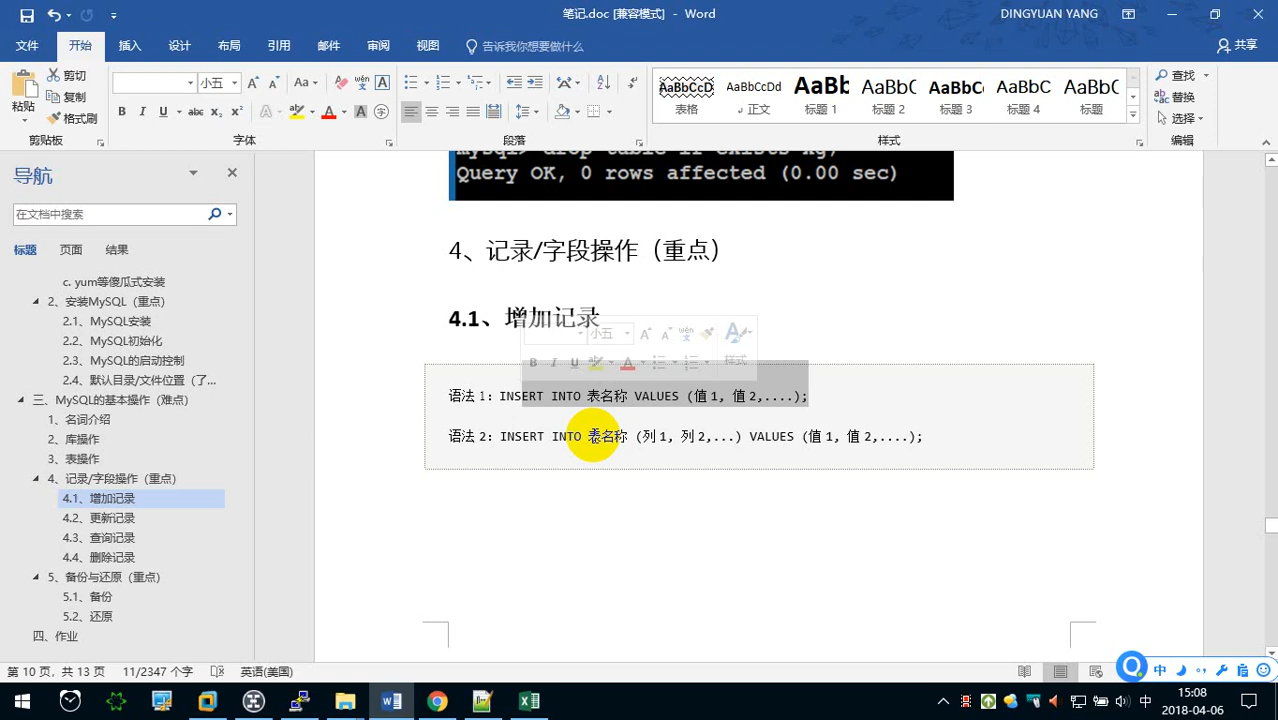 笔记.doc [兼容模式] - Word
DINGYUAN YANG
文件 开始 插入 设计 布局 引用 邮件 审阅 视图 告诉我你想要做什么 共享
粘贴
剪切
复制
格式刷
小五
剪贴板 字体 段落 样式 编辑
AaBbCcD 表格
AaBbCcDd 正文
AaBb 标题 1
AaBbC 标题 2
AaBbC 标题 3
AaBbC 标题 4
AaBbC 标题
查找
替换
选择
导航
在文档中搜索
标题 页面 结果
c. yum等傻瓜式安装
2、安装MySQL（重点）
2.1、MySQL安装
2.2、MySQL初始化
2.3、MySQL的启动控制
2.4、默认目录/文件位置（了...
三、MySQL的基本操作（难点）
1、名词介绍
2、库操作
3、表操作
4、记录/字段操作（重点）
4.1、增加记录
4.2、更新记录
4.3、查询记录
4.4、删除记录
5、备份与还原（重点）
5.1、备份
5.2、还原
四、作业
Query OK, 0 rows affected (0.00 sec)
4、记录/字段操作（重点）
4.1、增加记录
小五
样式
语法 1：INSERT INTO 表名称 VALUES (值 1, 值 2,....);
语法 2：INSERT INTO 表名称 (列 1, 列 2,...) VALUES (值 1, 值 2,....);
第 10 页，共 13 页 11/2347 个字 英语(美国)
中
中
15:08
2018-04-06